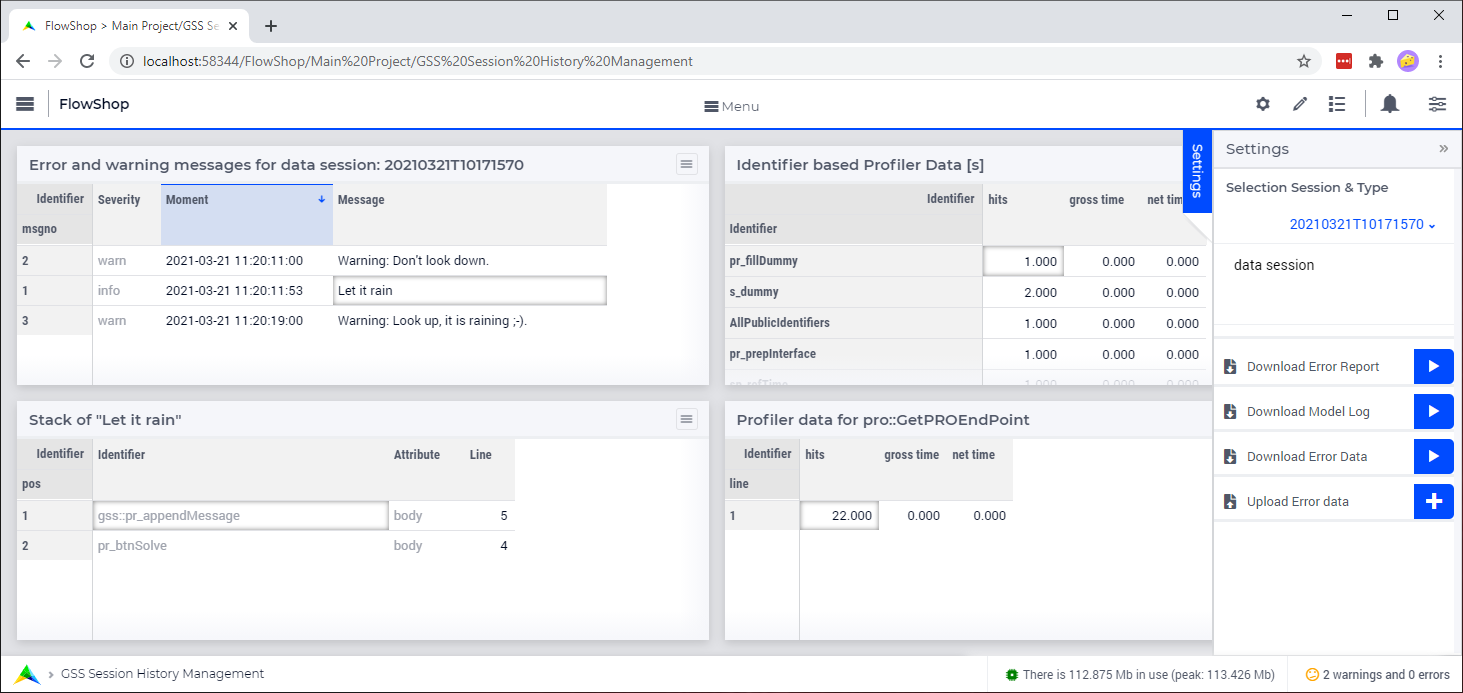 FlowShop > Main Project/GSS Se
localhost:58344/FlowShop/Main%20Project/GSS%20Session%20History%20Management
FlowShop
Menu
Error and warning messages for data session: 20210321T10171570
Identifier Severity Moment Message
msgno
2 warn 2021-03-21 11:20:11:00 Warning: Don't look down.
1 info 2021-03-21 11:20:11:53 Let it rain
3 warn 2021-03-21 11:20:19:00 Warning: Look up, it is raining ;-).
Identifier based Profiler Data [s]
Identifier hits gross time net tim
Identifier
pr_fillDummy 1.000 0.000 0.000
s_dummy 2.000 0.000 0.000
AllPublicIdentifiers 1.000 0.000 0.000
pr_prepInterface 1.000 0.000 0.000
1.000 0.000 0.000
Stack of "Let it rain"
Identifier Identifier Attribute Line
pos
1 gss::pr_appendMessage body 5
2 pr_btnSolve body 4
Profiler data for pro::GetPROEndPoint
Identifier hits gross time net time
line
1 22.000 0.000 0.000
Settings
Settings
Selection Session & Type
20210321T10171570
data session
Download Error Report
Download Model Log
Download Error Data
Upload Error data
GSS Session History Management
There is 112.875 Mb in use (peak: 113.426 Mb)
2 warnings and 0 errors